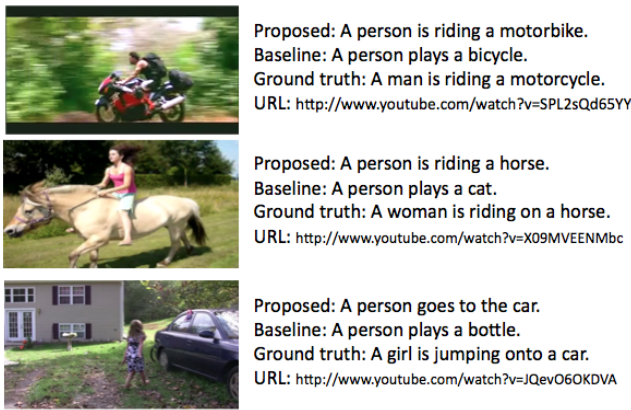 Proposed: A person is riding a motorbike.
Baseline: A person plays a bicycle.
Ground truth: A man is riding a motorcycle.
URL: http://www.youtube.com/watch?v=SPL2sQd65YY
Proposed: A person is riding a horse.
Baseline: A person plays a cat.
Ground truth: A woman is riding on a horse.
URL: http://www.youtube.com/watch?v=X09MVEENMbc
Proposed: A person goes to the car.
Baseline: A person plays a bottle.
Ground truth: A girl is jumping onto a car.
URL: http://www.youtube.com/watch?v=JQevO6OKDVA